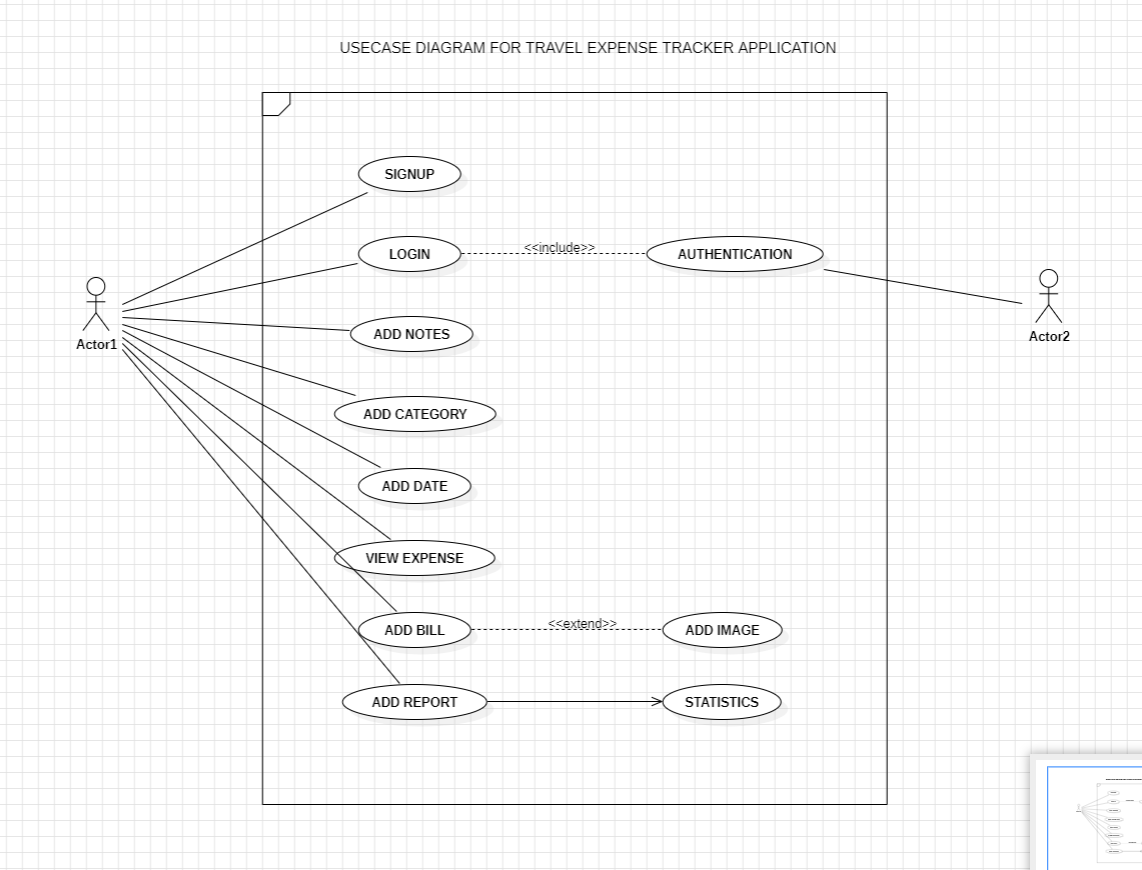 USECASE DIAGRAM FOR TRAVEL EXPENSE TRACKER APPLICATION
SIGNUP
LOGIN
<<include>>
AUTHENTICATION
Actor1
Actor2
ADD NOTES
ADD CATEGORY
ADD DATE
VIEW EXPENSE
ADD BILL
<<extend>>
ADD IMAGE
ADD REPORT
STATISTICS